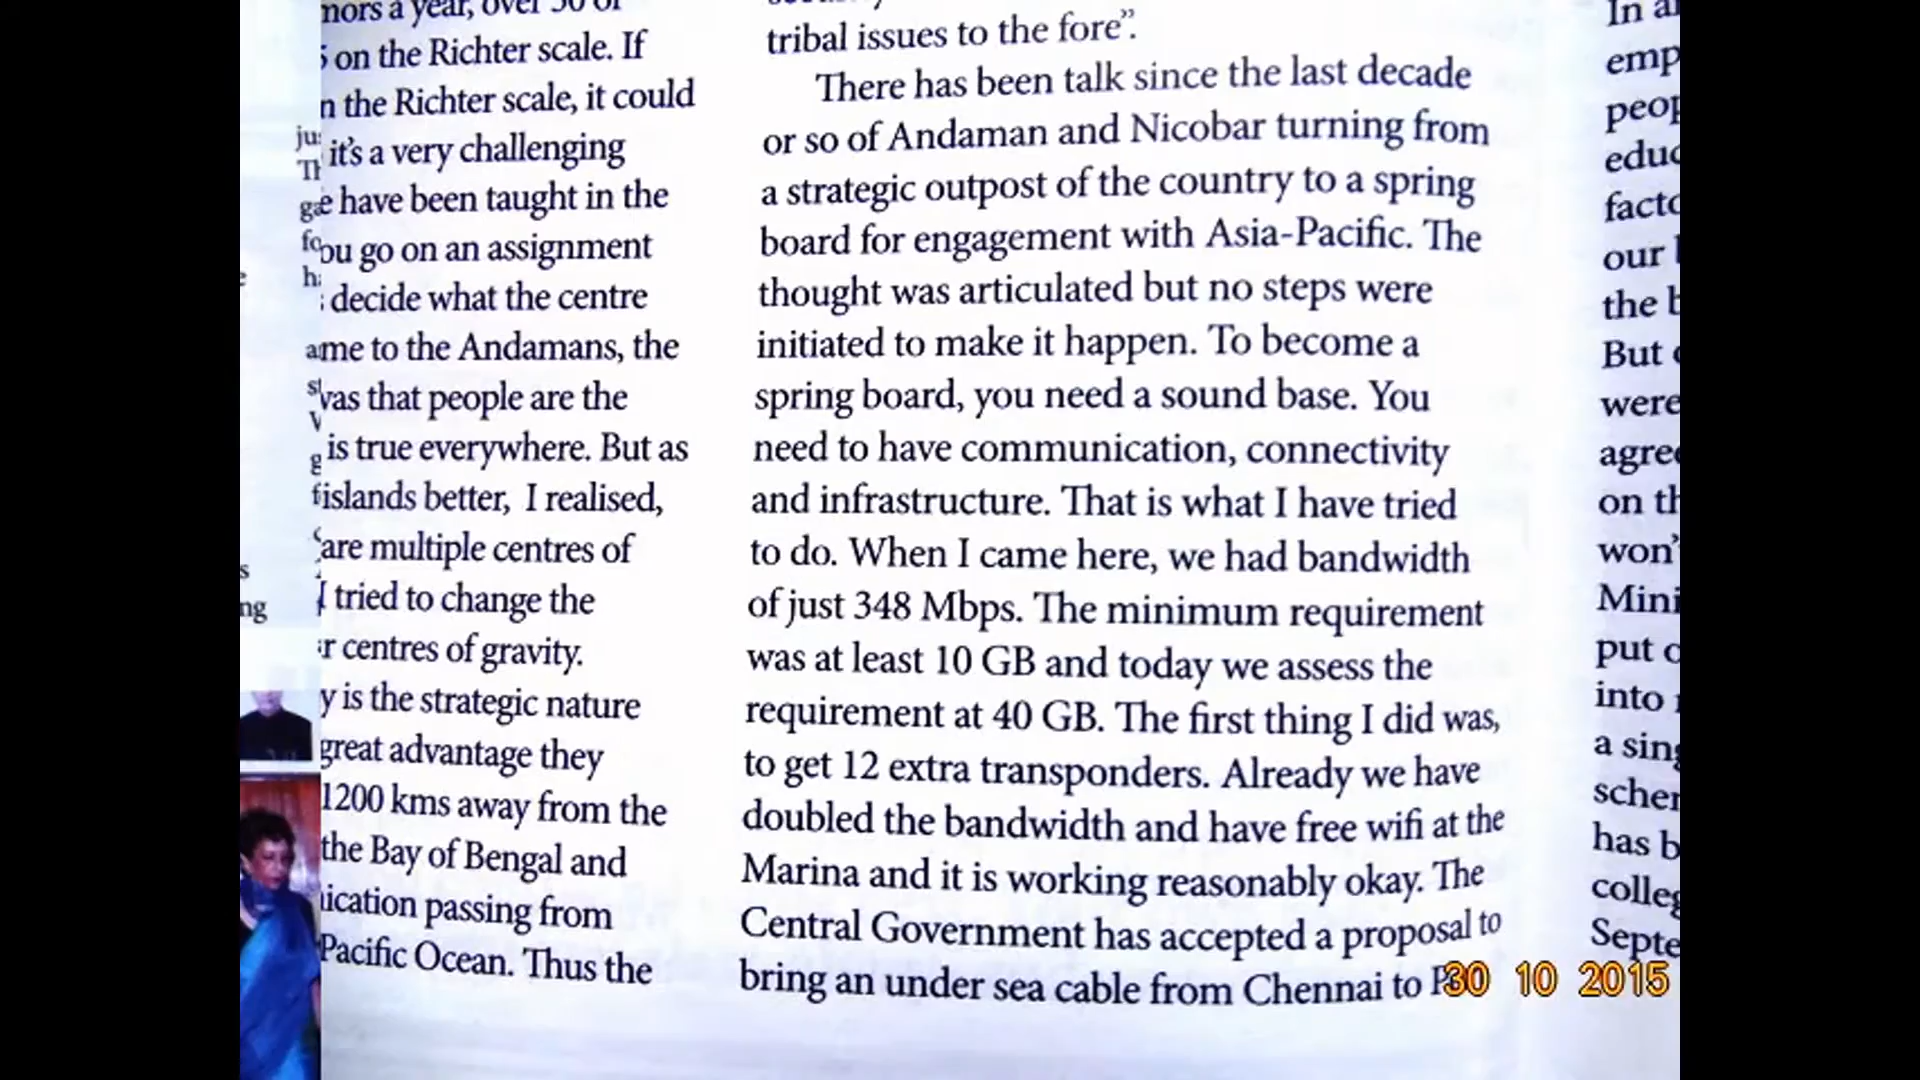 on the Richter scale. If
the Richter scale, it could
it's a very challenging
have been taught in the
go on an assignment
decide what the centre
to the Andamans, the
that people are the
is true everywhere. But as
islands better, I realised,
are multiple centres of
I tried to change the
centres of gravity.
is the strategic nature
great advantage they
1200 kms away from the
the Bay of Bengal and
passing from
Pacific Ocean. Thus the
tribal issues to the fore”.
There has been talk since the last decade
or so of Andaman and Nicobar turning from
a strategic outpost of the country to a spring
board for engagement with Asia-Pacific. The
thought was articulated but no steps were
initiated to make it happen. To become a
spring board, you need a sound base. You
need to have communication, connectivity
and infrastructure. That is what I have tried
to do. When I came here, we had bandwidth
of just 348 Mbps. The minimum requirement
was at least 10 GB and today we assess the
requirement at 40 GB. The first thing I did was,
to get 12 extra transponders. Already we have
doubled the bandwidth and have free wifi at the
Marina and it is working reasonably okay. The
Central Government has accepted a proposal to
bring an under sea cable from Chennai to
In
our
the
But
were
on
put
into
a
has
30 10 2015